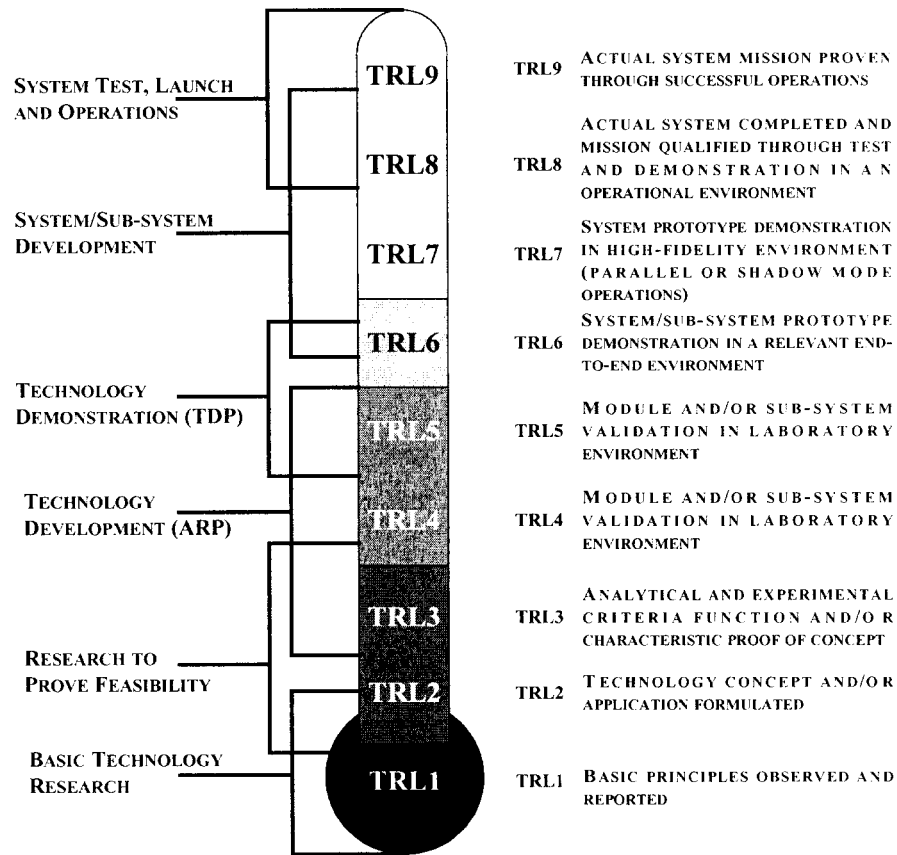 SYSTEM TEST, LAUNCH
AND OPERATIONS
SYSTEM/SUB-SYSTEM
DEVELOPMENT
TECHNOLOGY
DEMONSTRATION (TDP)
TECHNOLOGY
DEVELOPMENT (ARP)
RESEARCH TO
PROVE FEASIBILITY
BASIC TECHNOLOGY
RESEARCH
TRL9
TRL8
TRL7
TRL6
TRL5
TRL4
TRL3
TRL2
TRL1
TRL9 ACTUAL SYSTEM MISSION PROVEN
THROUGH SUCCESSFUL OPERATIONS
ACTUAL SYSTEM COMPLETED AND
MISSION QUALIFIED THROUGH TEST
TRL8 AND DEMONSTRATION IN AN
OPERATIONAL ENVIRONMENT
SYSTEM PROTOTYPE DEMONSTRATION
TRL7 IN HIGH-FIDELITY ENVIRONMENT
(PARALLEL OR SHADOW MODE
OPERATIONS)
SYSTEM/SUB-SYSTEM PROTOTYPE
TRL6 DEMONSTRATION IN A RELEVANT END-
TO-END ENVIRONMENT
MODULE AND/OR SUB-SYSTEM
TRL5 VALIDATION IN LABORATORY
ENVIRONMENT
MODULE AND/OR SUB-SYSTEM
TRL4 VALIDATION IN LABORATORY
ENVIRONMENT
ANALYTICAL AND EXPERIMENTAL
TRL3 CRITERIA FUNCTION AND/OR
CHARACTERISTIC PROOF OF CONCEPT
TRL2 TECHNOLOGY CONCEPT AND/OR
APPLICATION FORMULATED
TRL1 BASIC PRINCIPLES OBSERVED AND
REPORTED